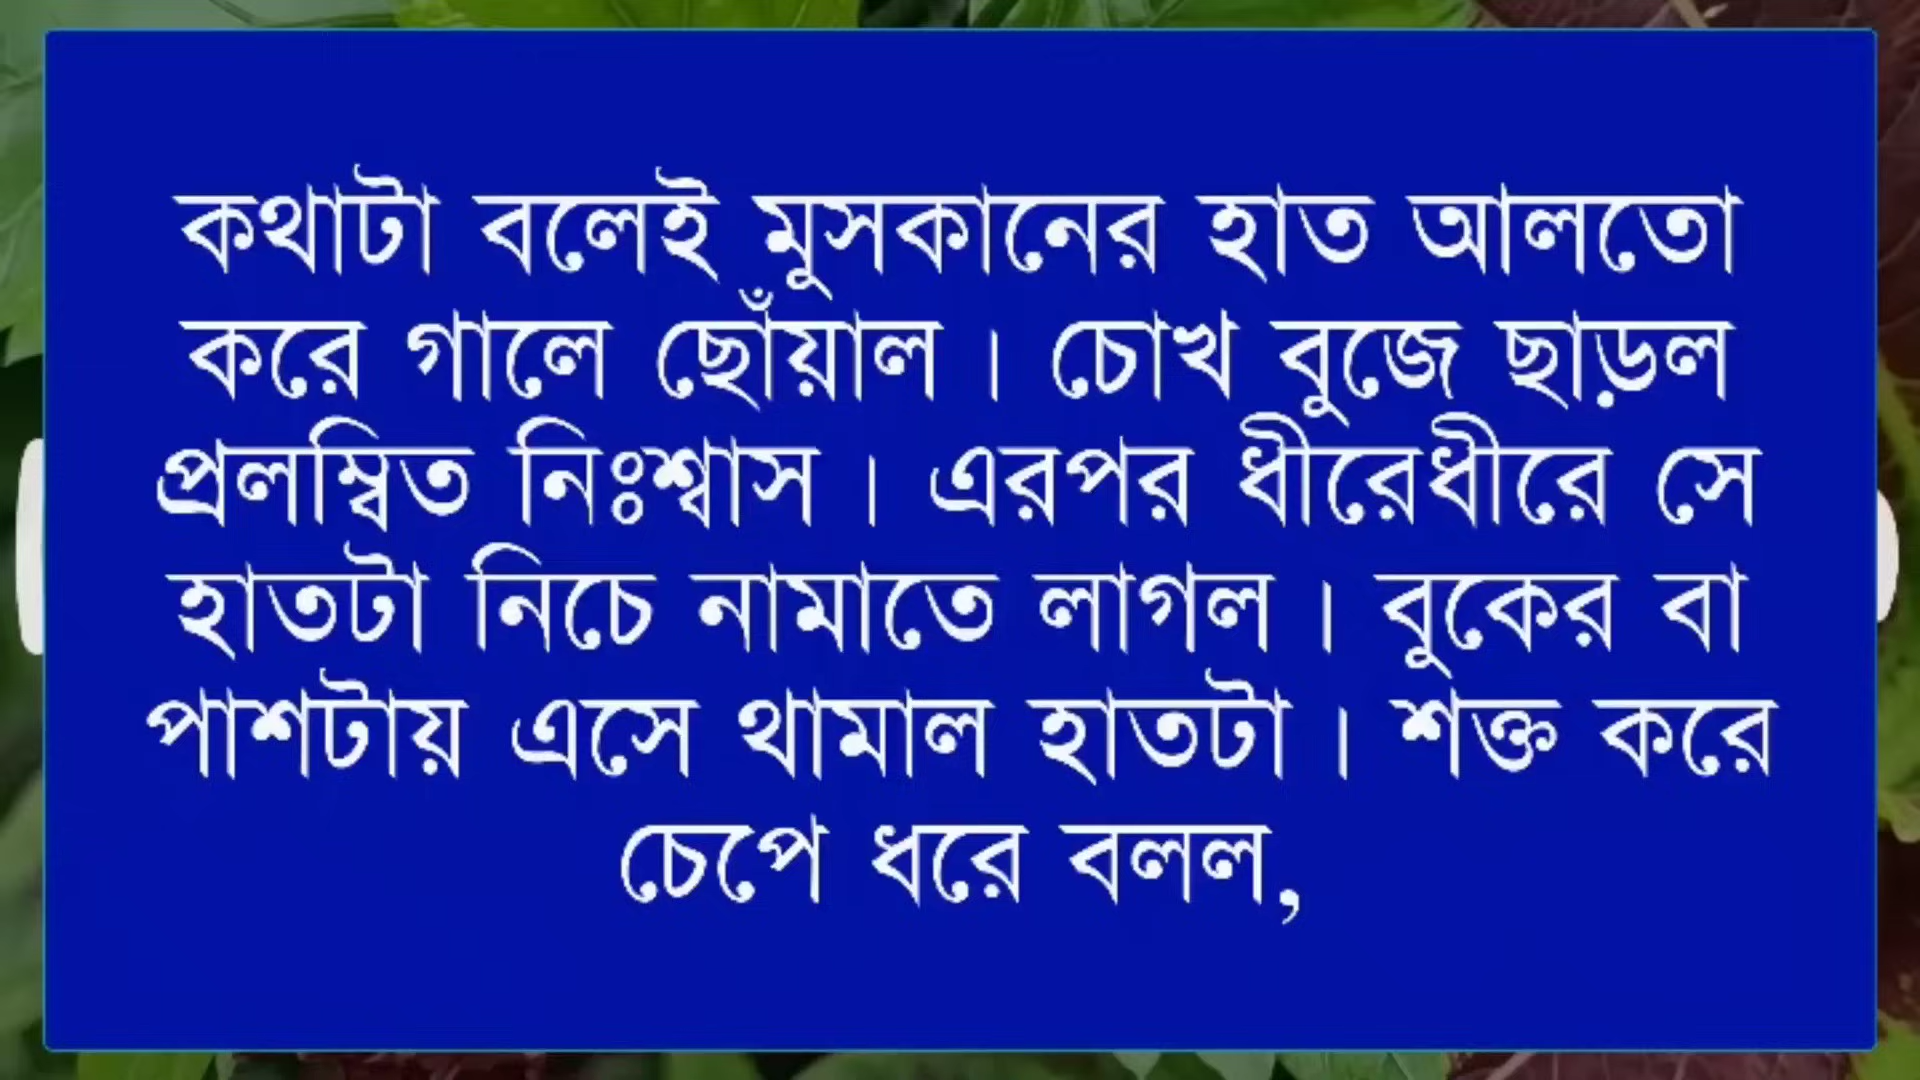 কথাটা বলেই মুসকানের হাত আলতো
করে গালে ছোঁয়াল । চোখ বুজে ছাড়ল
প্রলম্বিত নিঃশ্বাস । এরপর ধীরেধীরে সে
হাতটা নিচে নামাতে লাগল । বুকের বা
পাশটায় এসে থামাল হাতটা । শক্ত করে
চেপে ধরে বলল,